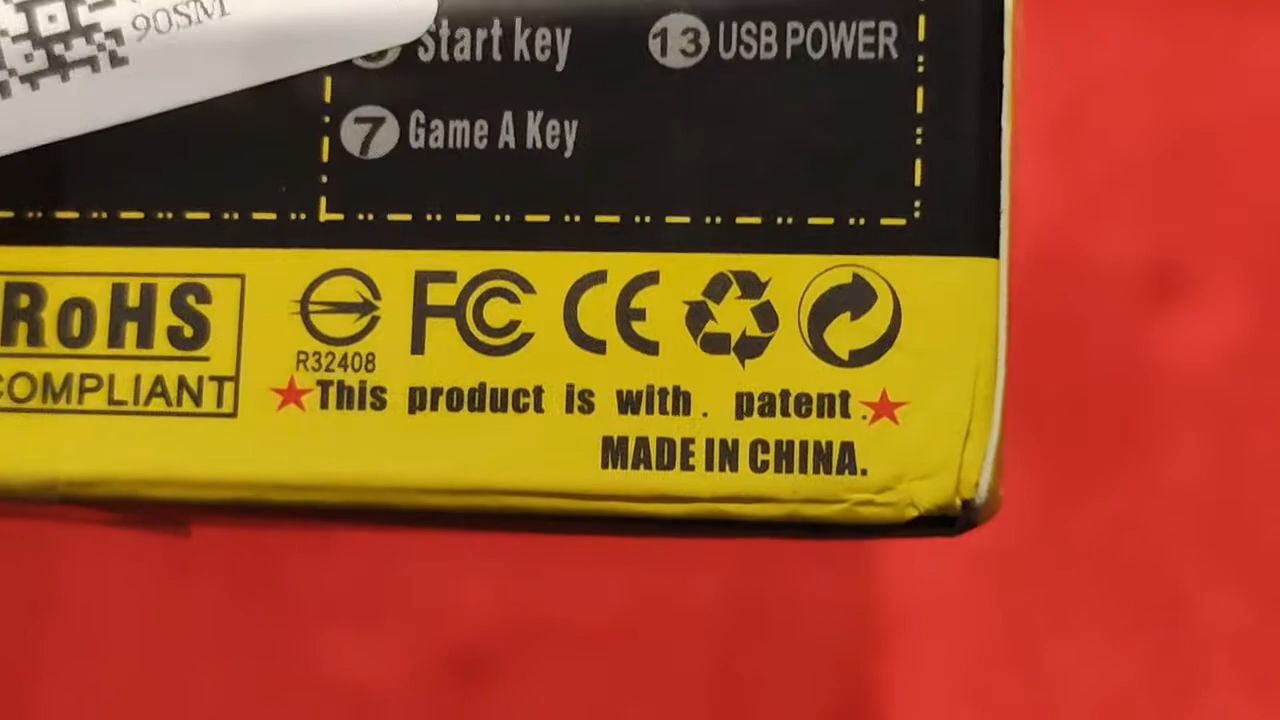 90SM
Start key
13 USB POWER
7 Game A Key
RoHS
COMPLIANT
R32408
FC CE
This product is with. patent.
MADE IN CHINA.